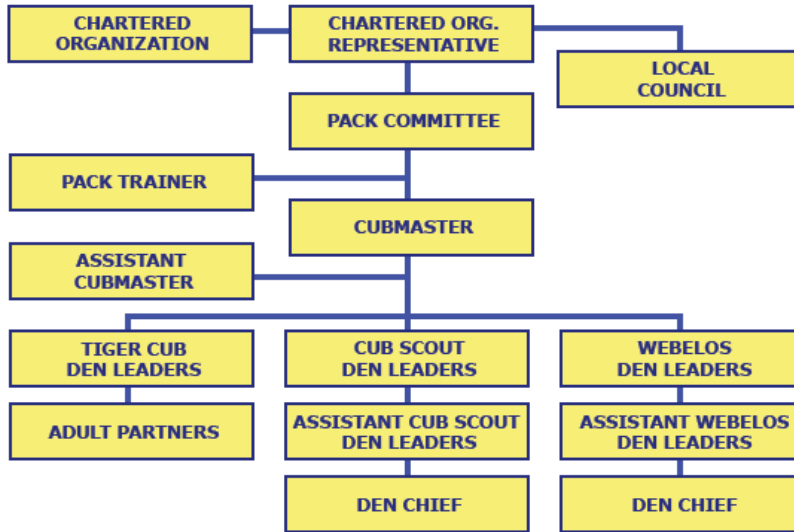 CHARTERED
ORGANIZATION
CHARTERED ORG.
REPRESENTATIVE
LOCAL
COUNCIL
PACK COMMITTEE
PACK TRAINER
CUBMASTER
ASSISTANT
CUBMASTER
TIGER CUB
DEN LEADERS
CUB SCOUT
DEN LEADERS
WEBELOS
DEN LEADERS
ADULT PARTNERS
ASSISTANT CUB SCOUT
DEN LEADERS
ASSISTANT WEBELOS
DEN LEADERS
DEN CHIEF
DEN CHIEF